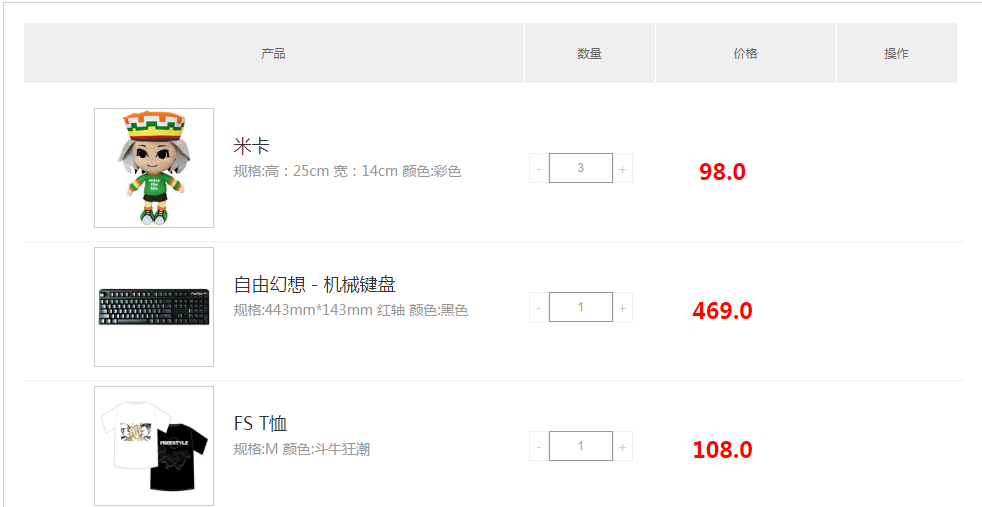 产品 数量 价格 操作
米卡
规格:高：25cm 宽：14cm 颜色:彩色
- 3 +
98.0
自由幻想 - 机械键盘
规格:443mm*143mm 红轴 颜色:黑色
- 1 +
469.0
FREESTYLE
FS T恤
规格:M 颜色:斗牛狂潮
- 1 +
108.0